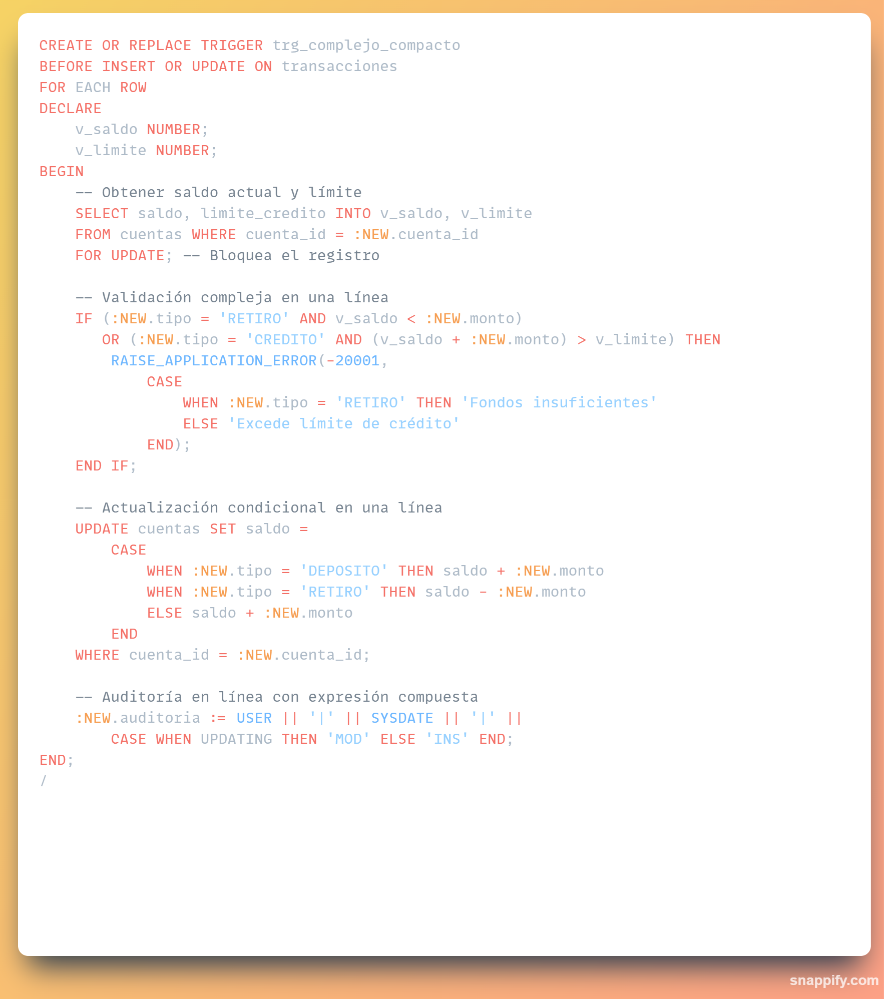 CREATE OR REPLACE TRIGGER trg_complejo_compacto
BEFORE INSERT OR UPDATE ON transacciones
FOR EACH ROW
DECLARE
    v_saldo NUMBER;
    v_limite NUMBER;
BEGIN
    -- Obtener saldo actual y límite
    SELECT saldo, limite_credito INTO v_saldo, v_limite
    FROM cuentas WHERE cuenta_id = :NEW.cuenta_id
    FOR UPDATE; -- Bloquea el registro

    -- Validación compleja en una línea
    IF (:NEW.tipo = 'RETIRO' AND v_saldo < :NEW.monto)
       OR (:NEW.tipo = 'CREDITO' AND (v_saldo + :NEW.monto) > v_limite) THEN
        RAISE_APPLICATION_ERROR(-20001,
            CASE
                WHEN :NEW.tipo = 'RETIRO' THEN 'Fondos insuficientes'
                ELSE 'Excede límite de crédito'
            END);
    END IF;

    -- Actualización condicional en una línea
    UPDATE cuentas SET saldo =
        CASE
            WHEN :NEW.tipo = 'DEPOSITO' THEN saldo + :NEW.monto
            WHEN :NEW.tipo = 'RETIRO' THEN saldo - :NEW.monto
            ELSE saldo + :NEW.monto
        END
    WHERE cuenta_id = :NEW.cuenta_id;

    -- Auditoría en línea con expresión compuesta
    :NEW.auditoria := USER || '|' || SYSDATE || '|' ||
        CASE WHEN UPDATING THEN 'MOD' ELSE 'INS' END;
END;
/
snappify.com